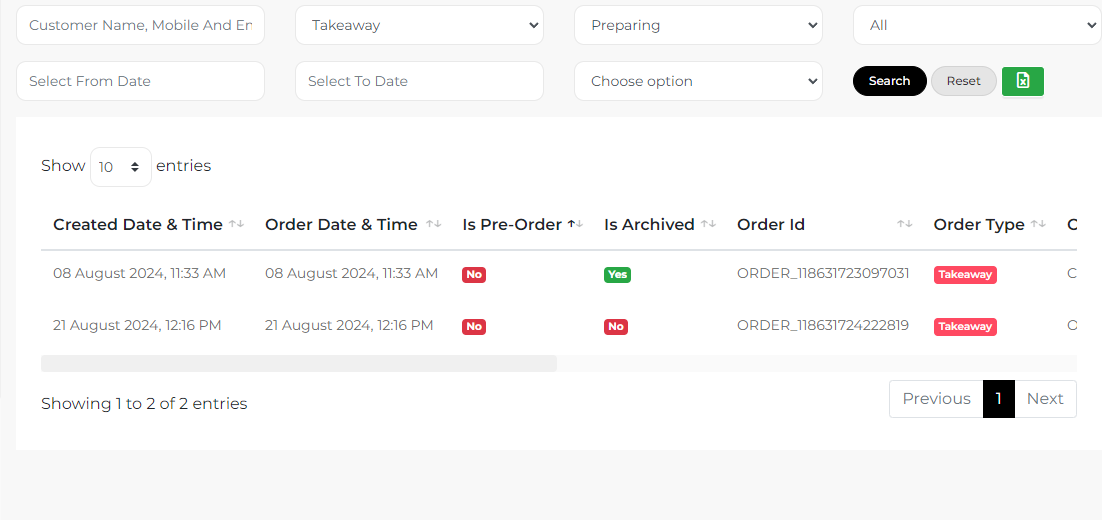 Customer Name, Mobile And En Takeaway Preparing All
Select From Date Select To Date Choose option Search Reset
Show 10 entries
Created Date & Time Order Date & Time Is Pre-Order Is Archived Order Id Order Type
08 August 2024, 11:33 AM 08 August 2024, 11:33 AM No Yes ORDER_118631723097031 Takeaway
21 August 2024, 12:16 PM 21 August 2024, 12:16 PM No No ORDER_118631724222819 Takeaway
Showing 1 to 2 of 2 entries Previous 1 Next